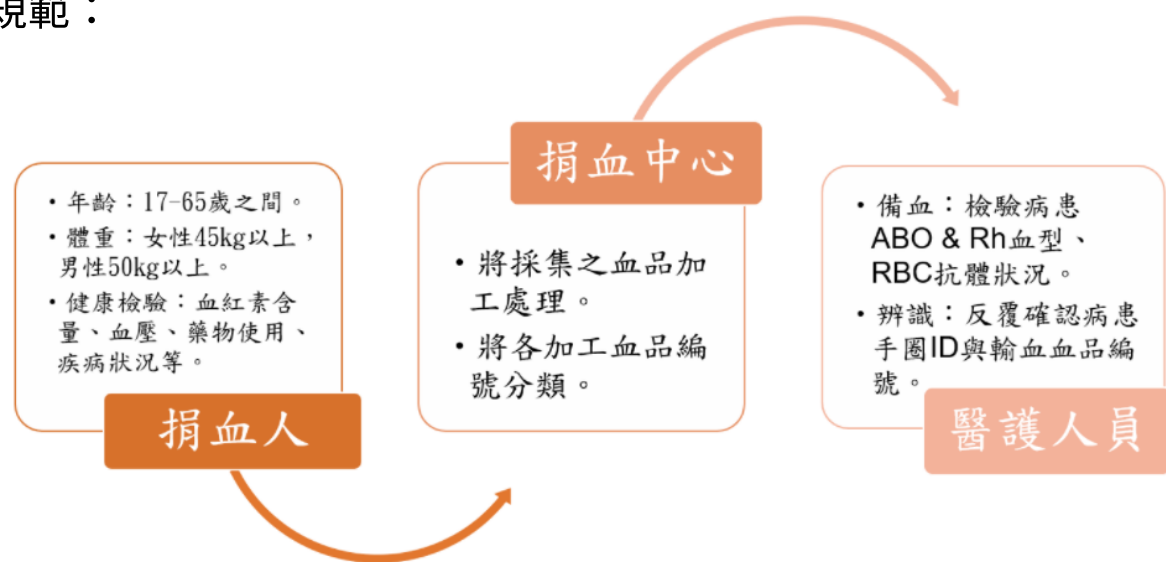 規範：
• 年齡：17-65歲之間。
• 體重：女性45kg以上，
男性50kg以上。
• 健康檢驗：血紅素含
量、血壓、藥物使用、
疾病狀況等。
捐血人
捐血中心
• 將採集之血品加
工處理。
• 將各加工血品編
號分類。
• 備血：檢驗病患
ABO & Rh血型、
RBC抗體狀況。
• 辨識：反覆確認病患
手圈ID與輸血血品編
號。
醫護人員